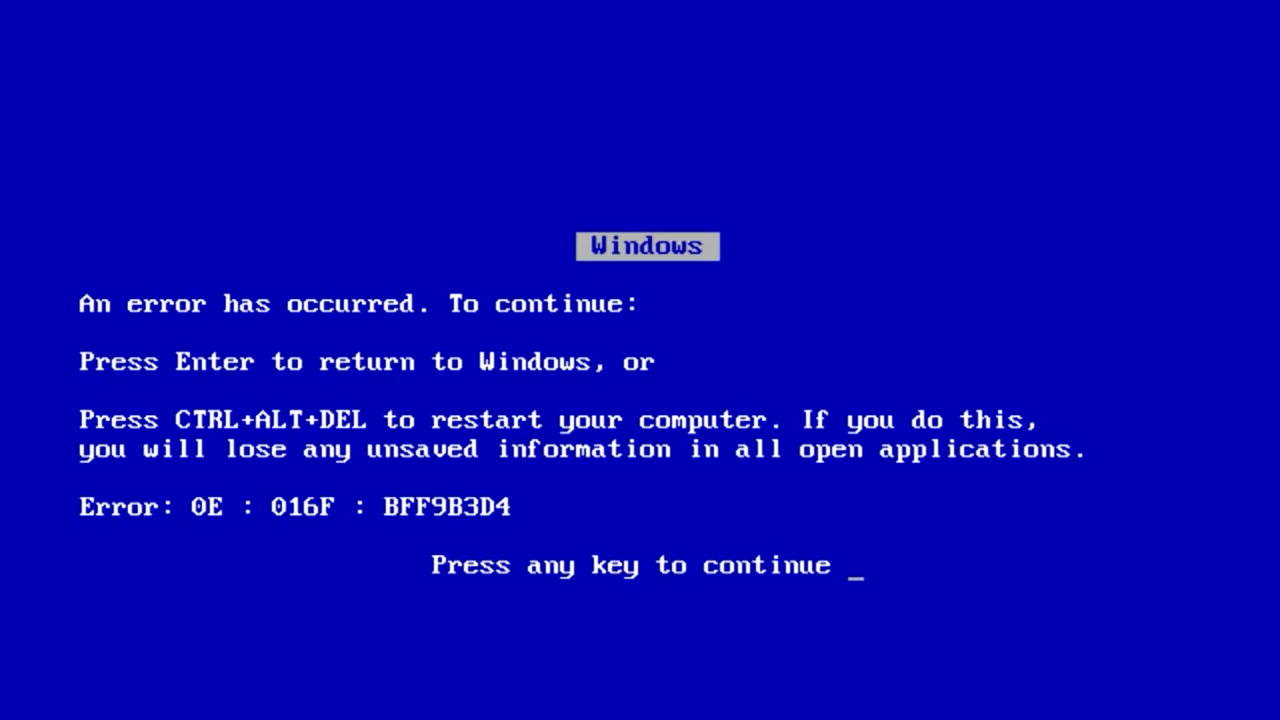 Windows
An error has occurred. To continue:
Press Enter to return to Windows, or
Press CTRL+ALT+DEL to restart your computer. If you do this,
you will lose any unsaved information in all open applications.
Error: 0E : 016F : BFF9B3D4
Press any key to continue _